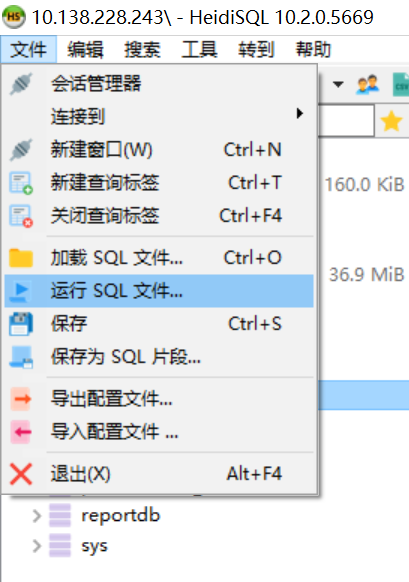 10.138.228.243\ - HeidiSQL 10.2.0.5669
文件 编辑 搜索 工具 转到 帮助
会话管理器
连接到
新建窗口(W) Ctrl+N
新建查询标签 Ctrl+T
160.0 KiB
关闭查询标签 Ctrl+F4
加载 SQL 文件... Ctrl+O
36.9 MiB
运行 SQL 文件...
保存 Ctrl+S
保存为 SQL 片段...
导出配置文件...
导入配置文件 ...
退出(X) Alt+F4
reportdb
sys